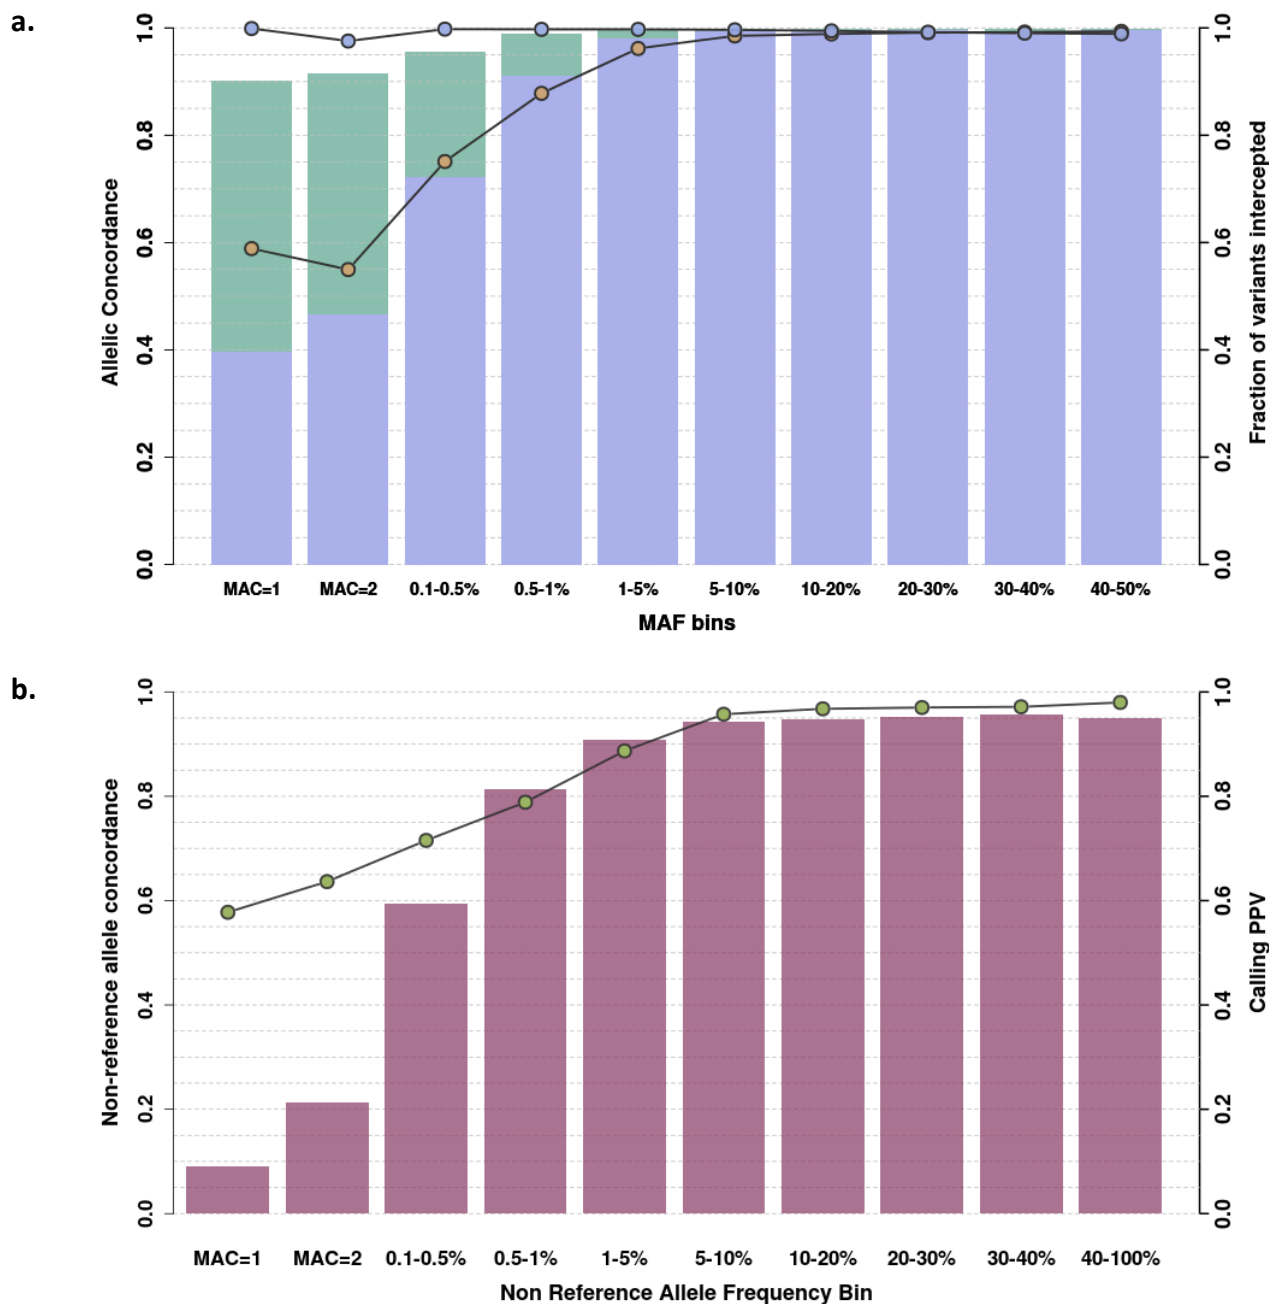 a.
1.0
0.8
0.6
0.4
0.2
0.0
Allelic Concordance
1.0
0.8
0.6
0.4
0.2
0.0
Fraction of variants intercepted
MAC=1 MAC=2 0.1-0.5% 0.5-1% 1-5% 5-10% 10-20% 20-30% 30-40% 40-50%
MAF bins
b.
1.0
0.8
0.6
0.4
0.2
0.0
Non-reference allele concordance
1.0
0.8
0.6
0.4
0.2
0.0
Calling PPV
MAC=1 MAC=2 0.1-0.5% 0.5-1% 1-5% 5-10% 10-20% 20-30% 30-40% 40-100%
Non Reference Allele Frequency Bin